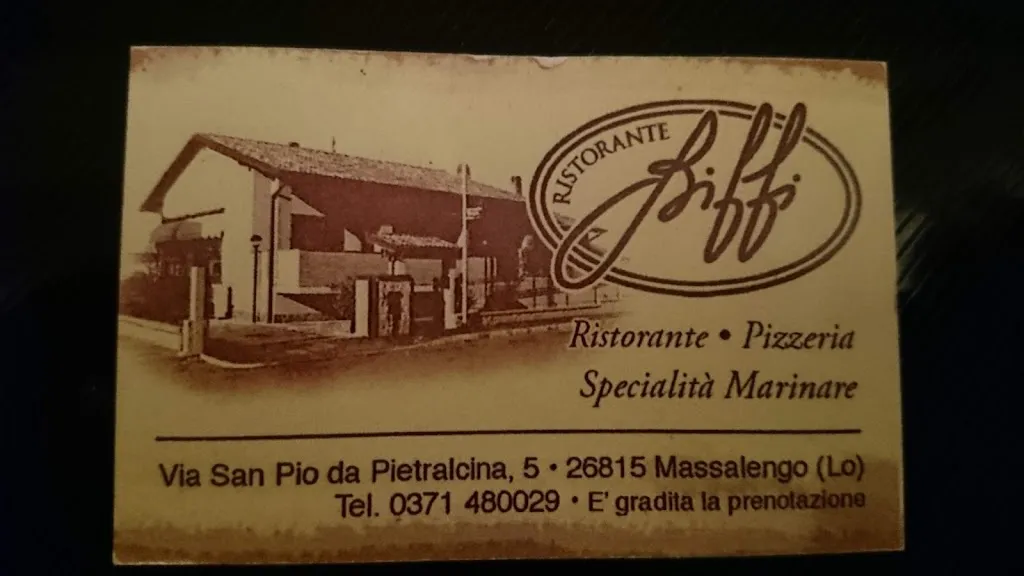 RISTORANTE
Biffi
Ristorante • Pizzeria
Specialità Marinare
Via San Pio da Pietralcina, 5 • 26815 Massalengo (Lo)
Tel. 0371 480029 • E' gradita la prenotazione